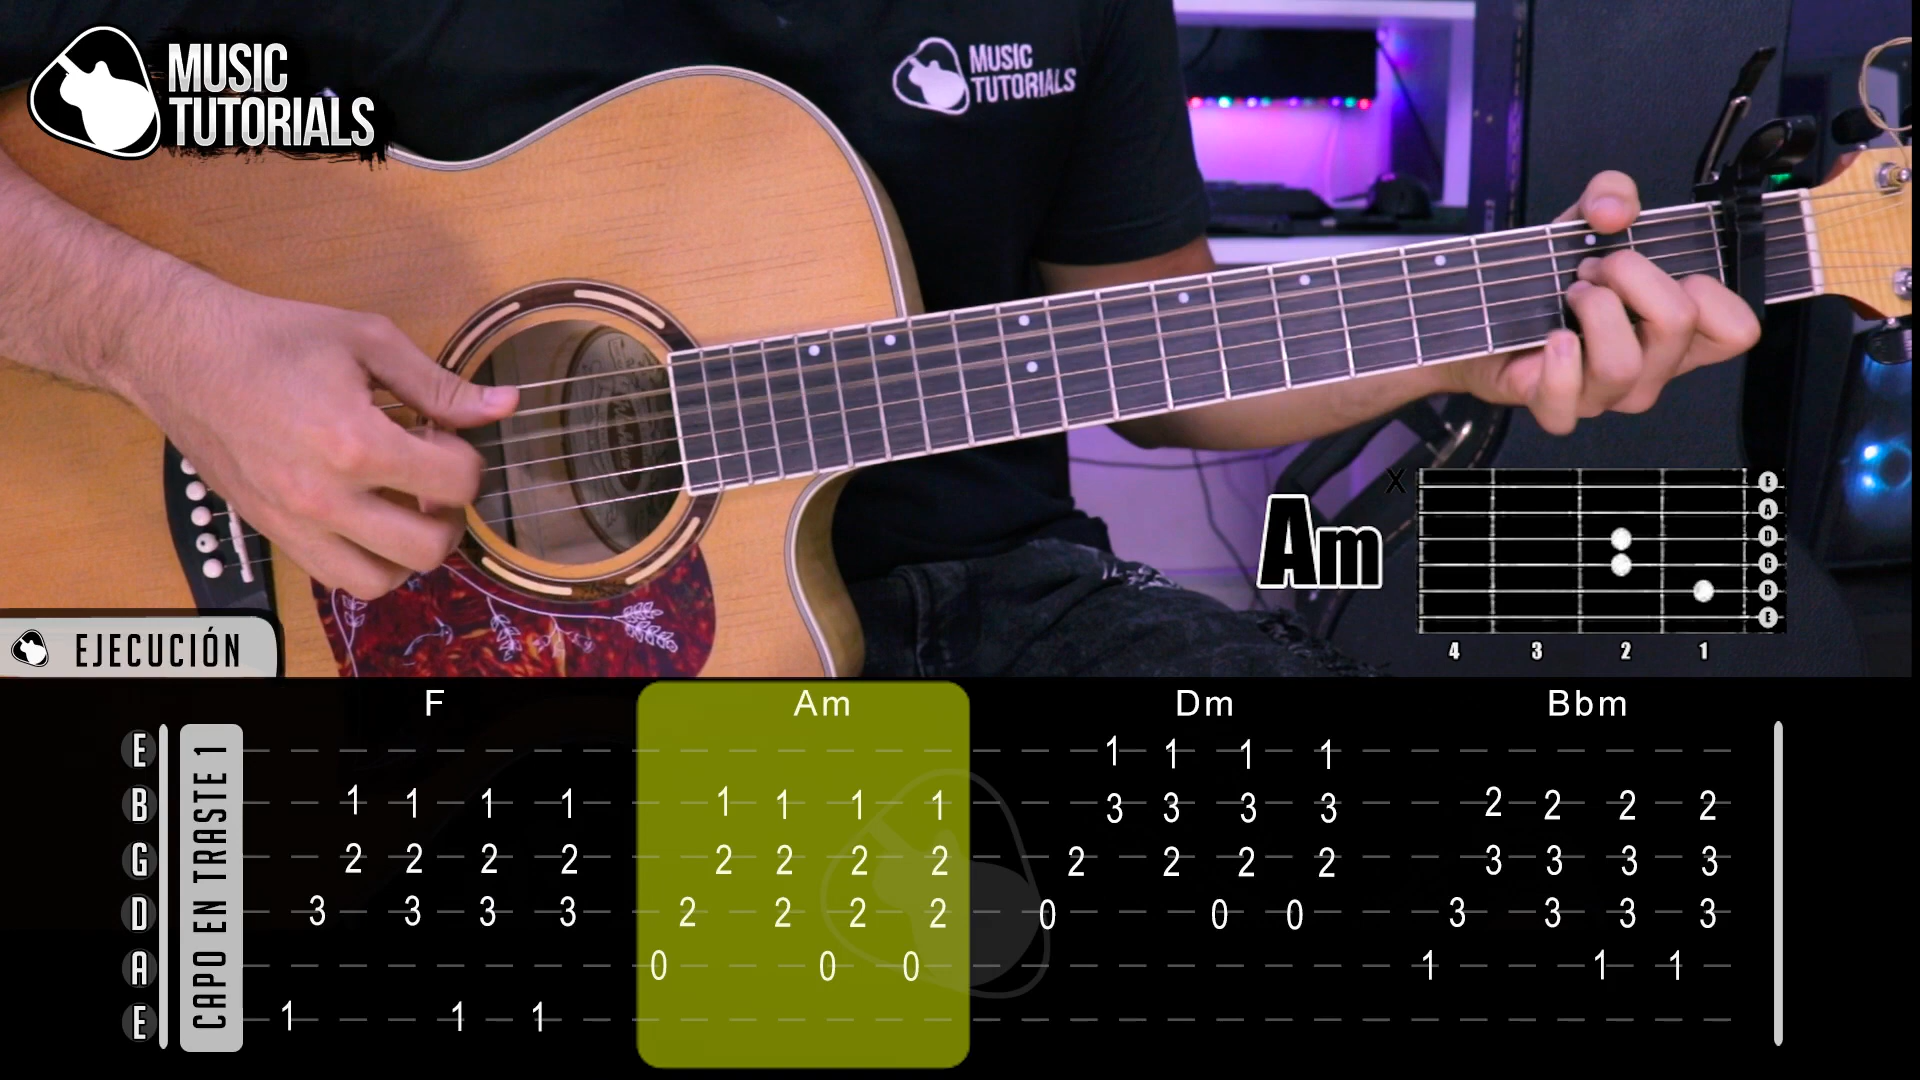 MUSIC
TUTORIALS
MUSIC
TUTORIALS
X
E
A
D
G
B
E
Am
4 3 2 1
EJECUCIÓN
F Am Dm Bbm
CAPO EN TRASTE 1
E 1 1 1 1
B 1 1 1 1 1 1 1 1 3 3 3 3 2 2 2 2
G 2 2 2 2 2 2 2 2 2 2 2 2 3 3 3 3
D 3 3 3 3 2 2 2 2 0 0 0 3 3 3 3
A 0 0 0 1 1 1
E 1 1 1